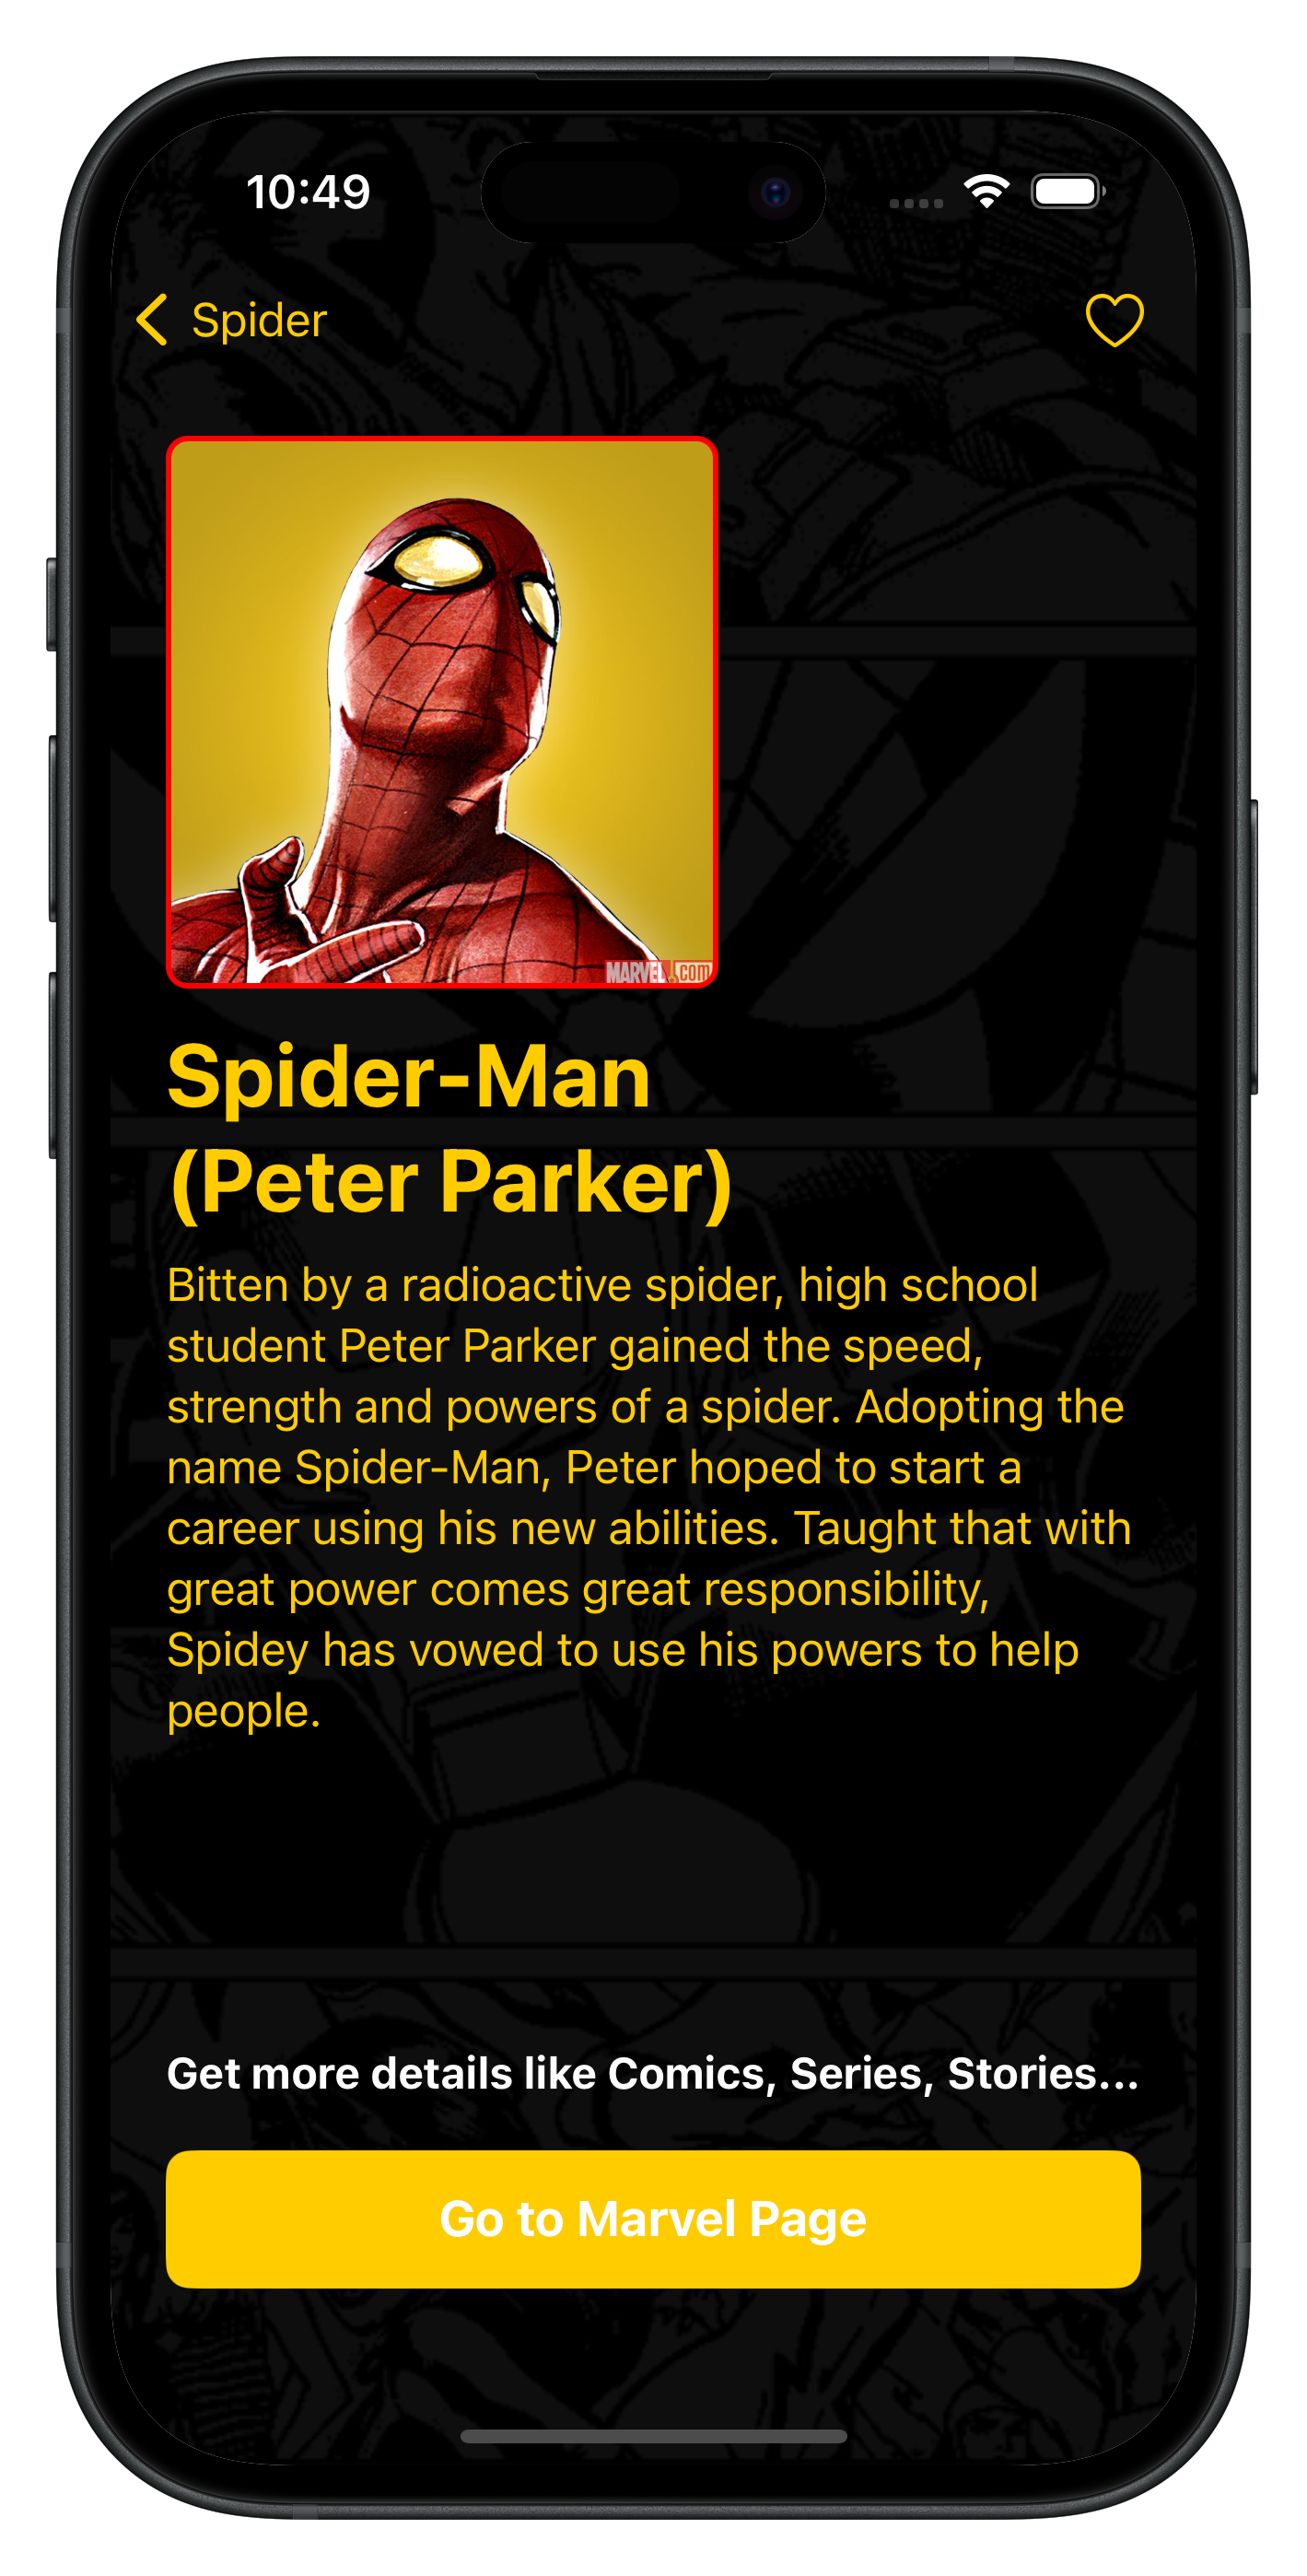 10:49
Spider
MARVEL.com
Spider-Man
(Peter Parker)
Bitten by a radioactive spider, high school
student Peter Parker gained the speed,
strength and powers of a spider. Adopting the
name Spider-Man, Peter hoped to start a
career using his new abilities. Taught that with
great power comes great responsibility,
Spidey has vowed to use his powers to help
people.
Get more details like Comics, Series, Stories...
Go to Marvel Page